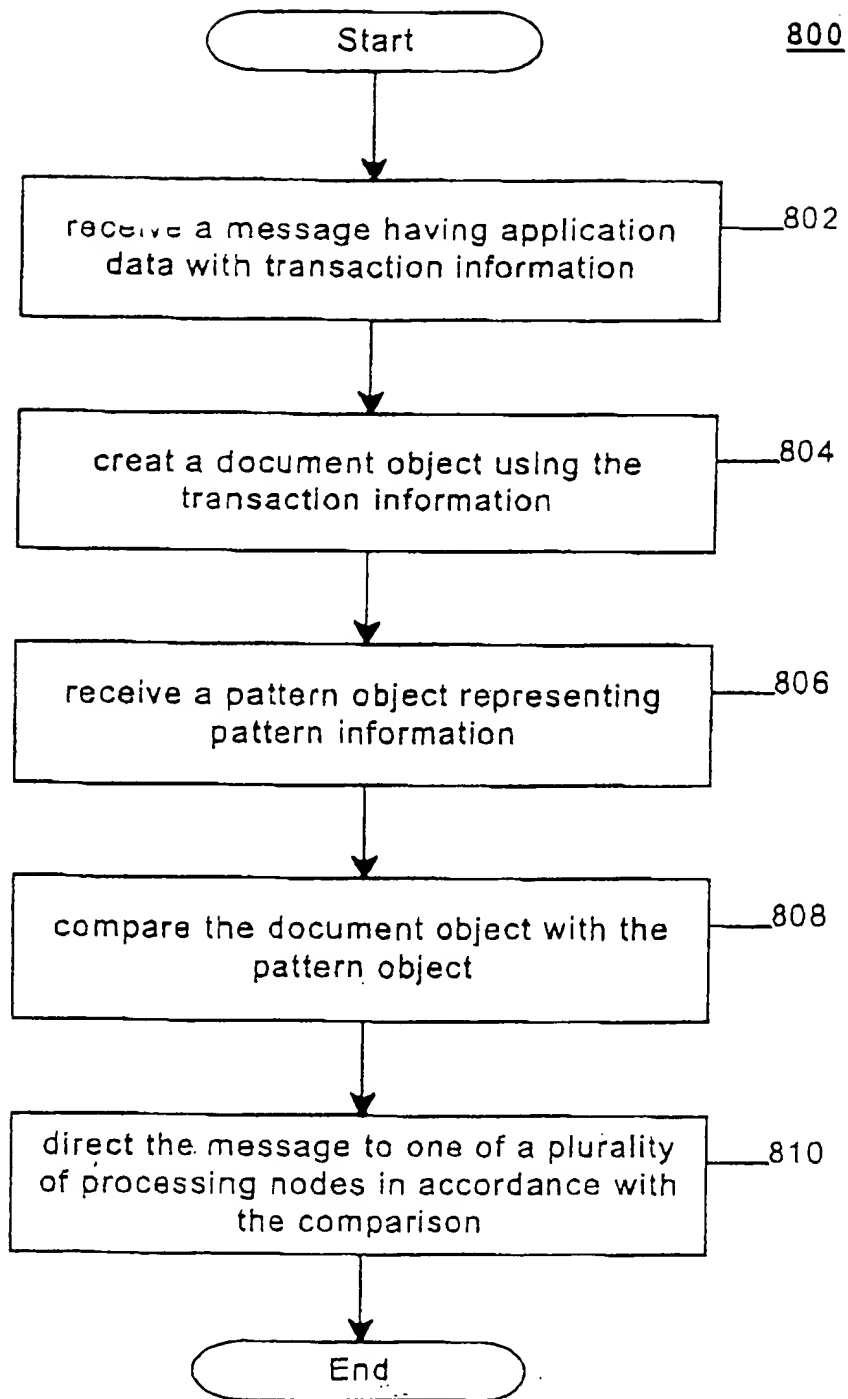 Start
800
receive a message having application
data with transaction information
802
creat a document object using the
transaction information
804
receive a pattern object representing
pattern information
806
compare the document object with the
pattern object
808
direct the message to one of a plurality
of processing nodes in accordance with
the comparison
810
End